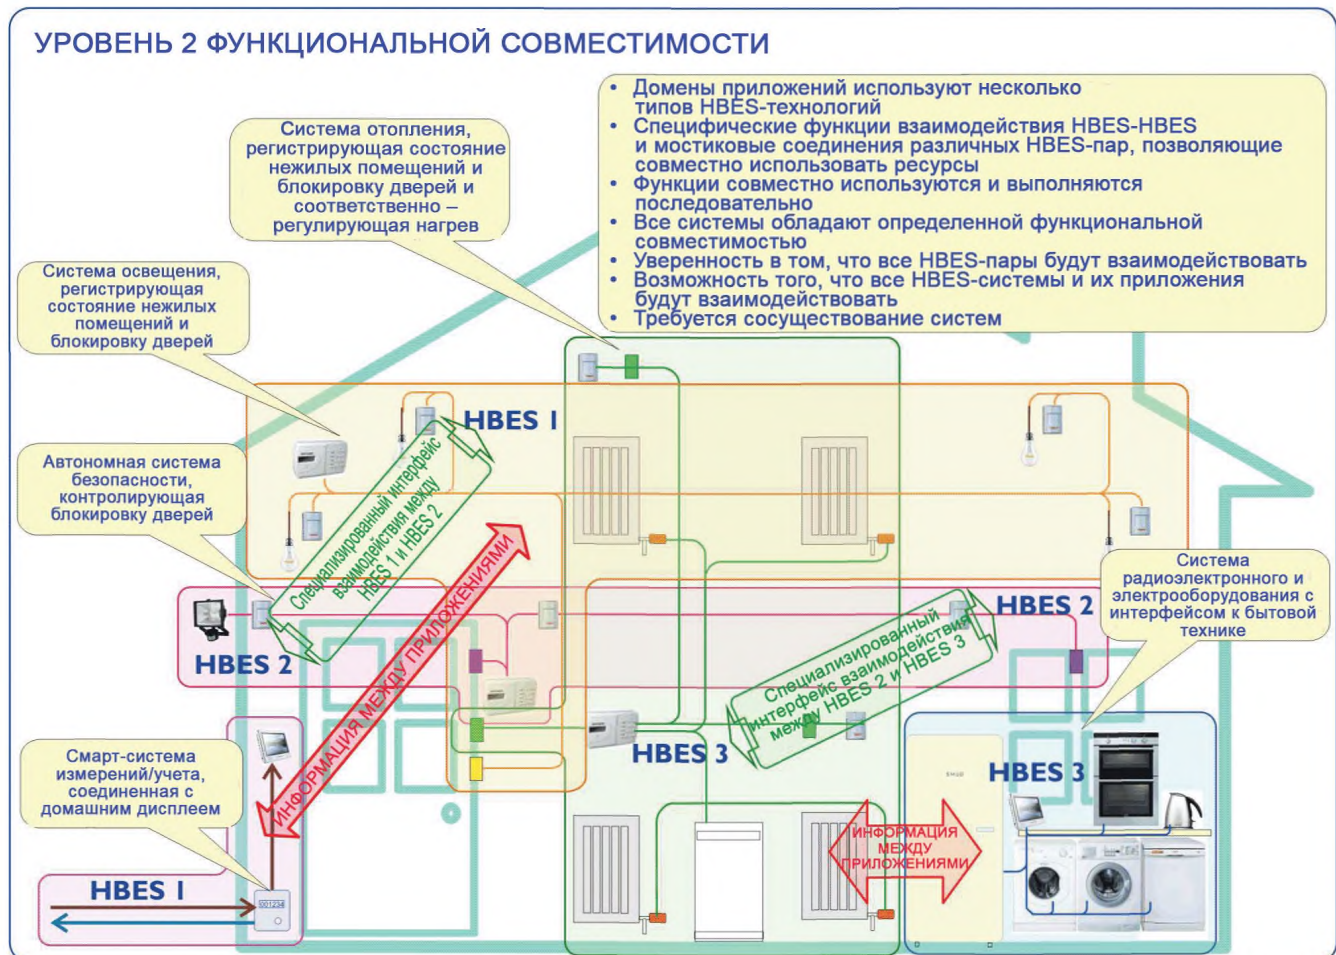 УРОВЕНЬ 2 ФУНКЦИОНАЛЬНОЙ СОВМЕСТИМОСТИ
• Домены приложений используют несколько
типов HBES-технологий
• Специфические функции взаимодействия HBES-HBES
и мостиковые соединения различных HBES-пар, позволяющие
совместно использовать ресурсы
• Функции совместно используются и выполняются
последовательно
• Все системы обладают определенной функциональной
совместимостью
• Уверенность в том, что все HBES-пары будут взаимодействовать
• Возможность того, что все HBES-системы и их приложения
будут взаимодействовать
• Требуется сосуществование систем
Система отопления,
регистрирующая состояние
нежилых помещений и
блокировку дверей и
соответственно –
регулирующая нагрев
Система освещения,
регистрирующая
состояние нежилых
помещений и
блокировку дверей
HBES 1
Автономная система
безопасности,
контролирующая
блокировку дверей
Специализированный интерфейс
взаимодействия между
HBES 1 и HBES 2
ИНФОРМАЦИЯ МЕЖДУ ПРИЛОЖЕНИЯМИ
Система
радиоэлектронного и
электрооборудования с
интерфейсом к бытовой
технике
HBES 2
HBES 2
Специализированный
интерфейс взаимодействия
между HBES 2 и HBES 3
HBES 3
HBES 3
Смарт-система
измерений/учета,
соединенная с
домашним дисплеем
ИНФОРМАЦИЯ
МЕЖДУ
ПРИЛОЖЕНИЯМИ
HBES 1
001234